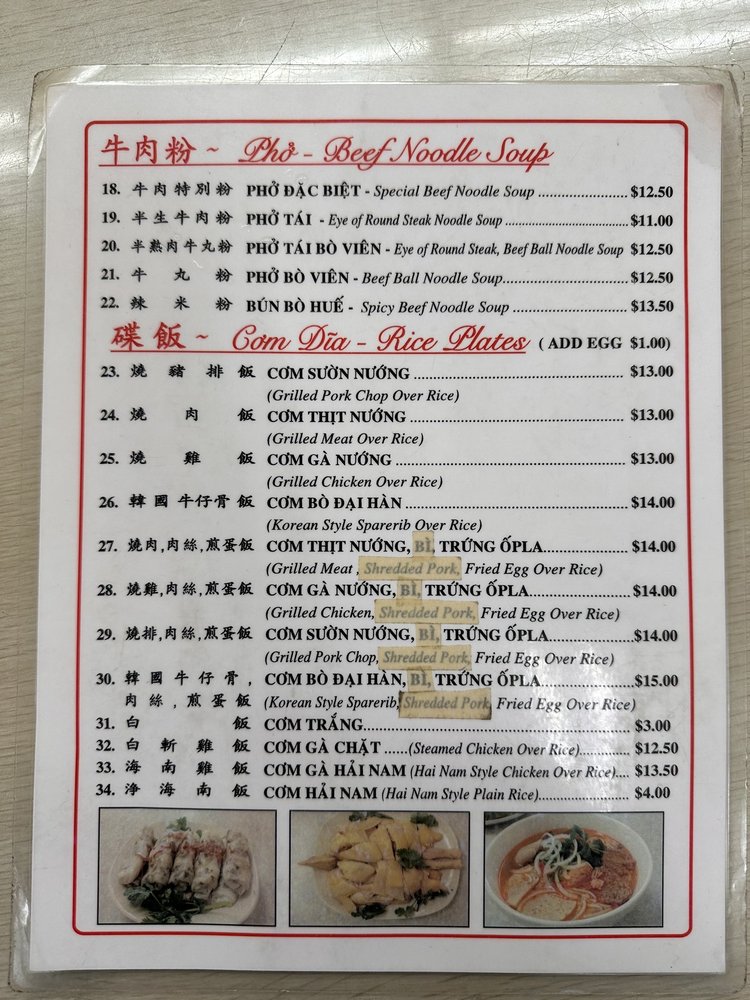 牛肉粉 ~ Phở - Beef Noodle Soup
18. 牛肉特別粉 PHỞ ĐẶC BIỆT - Special Beef Noodle Soup ........................ $12.50
19. 半生牛肉粉 PHỞ TÁI - Eye of Round Steak Noodle Soup ........................ $11.00
20. 半熟肉牛丸粉 PHỞ TÁI BÒ VIÊN - Eye of Round Steak, Beef Ball Noodle Soup $12.50
21. 牛丸粉 PHỞ BÒ VIÊN - Beef Ball Noodle Soup........................ $12.50
22. 辣米粉 BÚN BÒ HUẾ - Spicy Beef Noodle Soup ........................ $13.50
碟飯 ~ Cơm Dĩa - Rice Plates ( ADD EGG $1.00)
23. 燒豬排飯 CƠM SƯỜN NƯỚNG ........................ $13.00
(Grilled Pork Chop Over Rice)
24. 燒肉飯 CƠM THỊT NƯỚNG ........................ $13.00
(Grilled Meat Over Rice)
25. 燒雞飯 CƠM GÀ NƯỚNG ........................ $13.00
(Grilled Chicken Over Rice)
26. 韓國牛仔骨飯 CƠM BÒ ĐẠI HÀN ........................ $14.00
(Korean Style Sparerib Over Rice)
27. 燒肉,肉絲,煎蛋飯 CƠM THỊT NƯỚNG, BÌ, TRỨNG ỐPLA............ $14.00
(Grilled Meat , Shredded Pork, Fried Egg Over Rice)
28. 燒雞,肉絲,煎蛋飯 CƠM GÀ NƯỚNG, BÌ, TRỨNG ỐPLA............ $14.00
(Grilled Chicken, Shredded Pork, Fried Egg Over Rice)
29. 燒排,肉絲,煎蛋飯 CƠM SƯỜN NƯỚNG, BÌ, TRỨNG ỐPLA............ $14.00
(Grilled Pork Chop, Shredded Pork, Fried Egg Over Rice)
30. 韓國牛仔骨, CƠM BÒ ĐẠI HÀN, BÌ, TRỨNG ỐPLA............ $15.00
肉絲,煎蛋飯 (Korean Style Sparerib, Shredded Pork, Fried Egg Over Rice)
31. 白飯 CƠM TRẮNG........................ $3.00
32. 白斬雞飯 CƠM GÀ CHẶT ......(Steamed Chicken Over Rice)............ $12.50
33. 海南雞飯 CƠM GÀ HẢI NAM (Hai Nam Style Chicken Over Rice).... $13.50
34. 净海南飯 CƠM HẢI NAM (Hai Nam Style Plain Rice)........................ $4.00